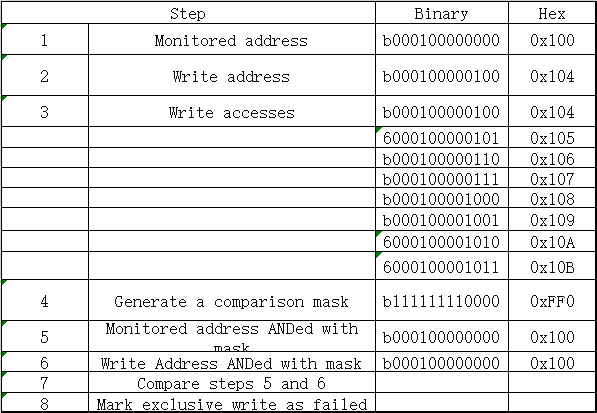 Step Binary Hex
1 Monitored address b000100000000 0x100
2 Write address b000100000100 0x104
3 Write accesses b000100000100 0x104
6000100000101 0x105
b000100000110 0x106
b000100000111 0x107
b000100001000 0x108
b000100001001 0x109
6000100001010 0x10A
6000100001011 0x10B
4 Generate a comparison mask b111111110000 0xFF0
5 Monitored address ANDed with mask b000100000000 0x100
6 Write Address ANDed with mask b000100000000 0x100
7 Compare steps 5 and 6
8 Mark exclusive write as failed